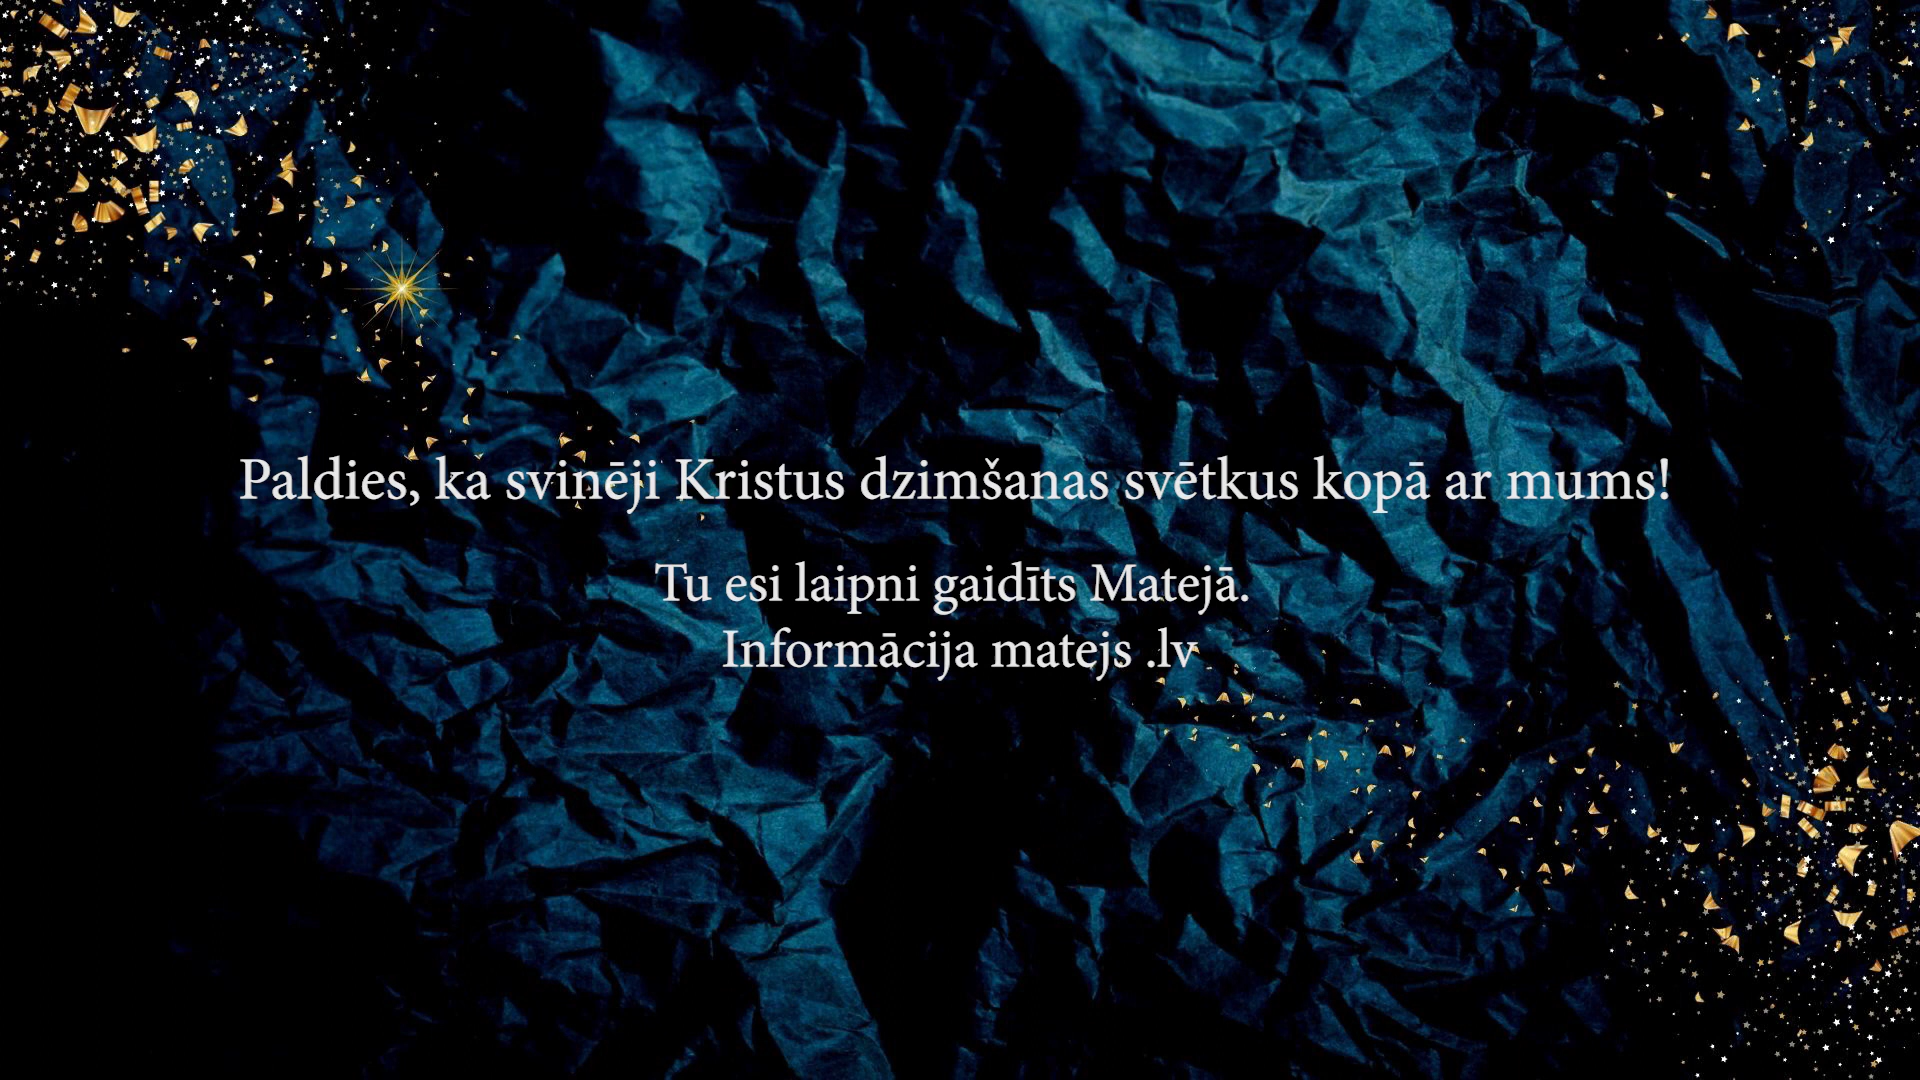 Paldies, ka svinēji Kristus dzimšanas svētkus kopā ar mums!
Tu esi laipni gaidīts Matejā.
Informācija matejs .lv